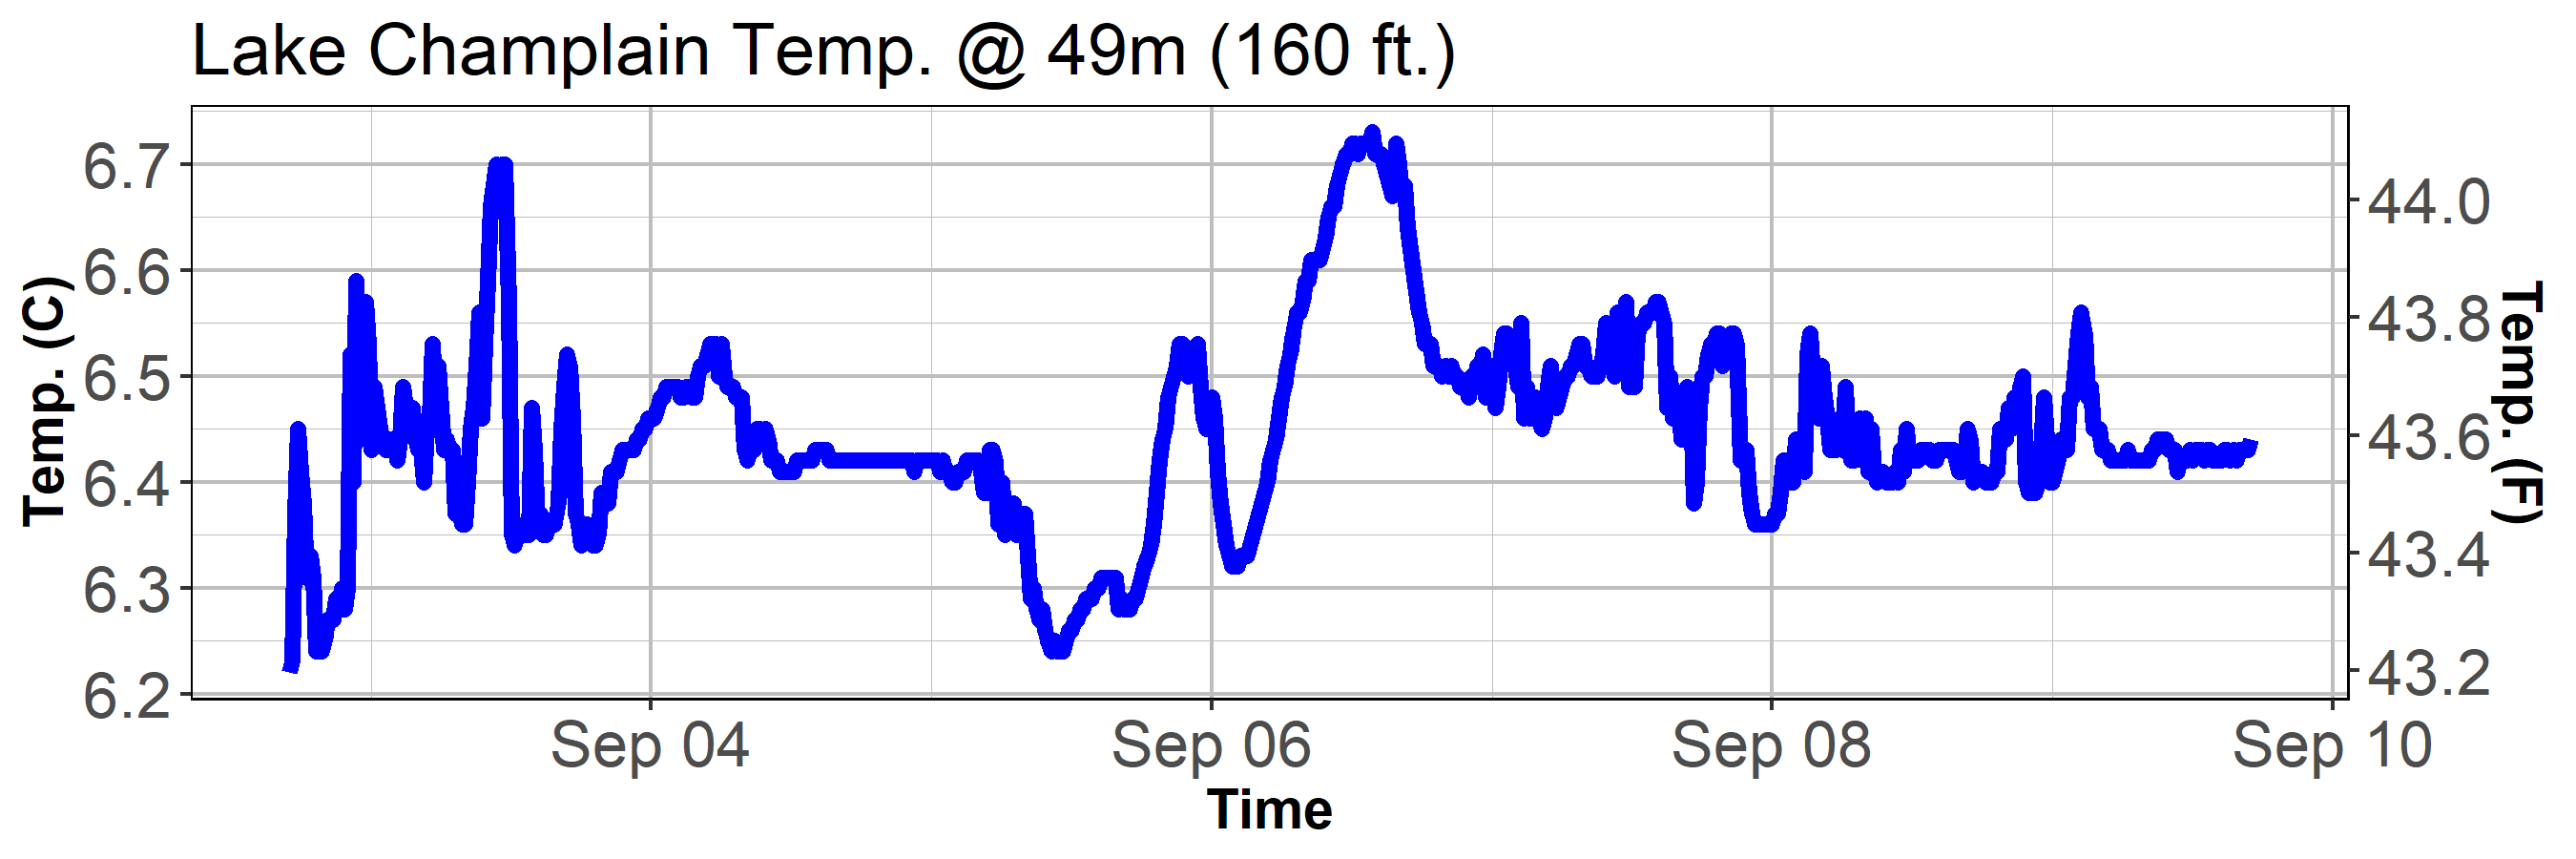 Lake Champlain Temp. @ 49m (160 ft.)
Temp. (C)
6.7
6.6
6.5
6.4
6.3
6.2
44.0
43.8
43.6
43.4
43.2
Temp. (F)
Sep 04 Sep 06 Sep 08 Sep 10
Time